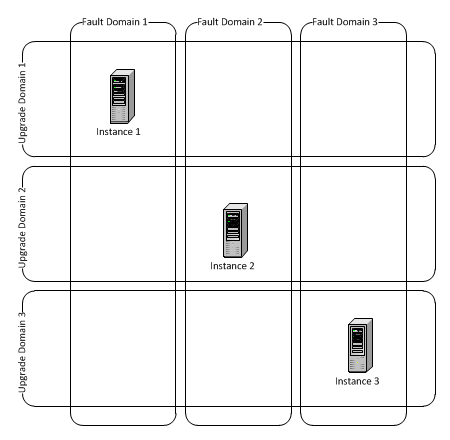 Fault Domain 1
Fault Domain 2
Fault Domain 3
Upgrade Domain 1
Instance 1
Upgrade Domain 2
Instance 2
Upgrade Domain 3
Instance 3